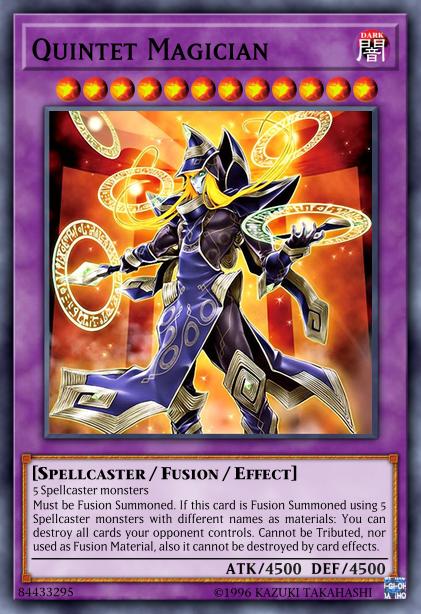 Quintet Magician
DARK
闇
[Spellcaster / Fusion / Effect]
5 Spellcaster monsters
Must be Fusion Summoned. If this card is Fusion Summoned using 5
Spellcaster monsters with different names as materials: You can
destroy all cards your opponent controls. Cannot be Tributed, nor
used as Fusion Material, also it cannot be destroyed by card effects.
ATK/4500 DEF/4500
84433295
©1996 KAZUKI TAKAHASHI